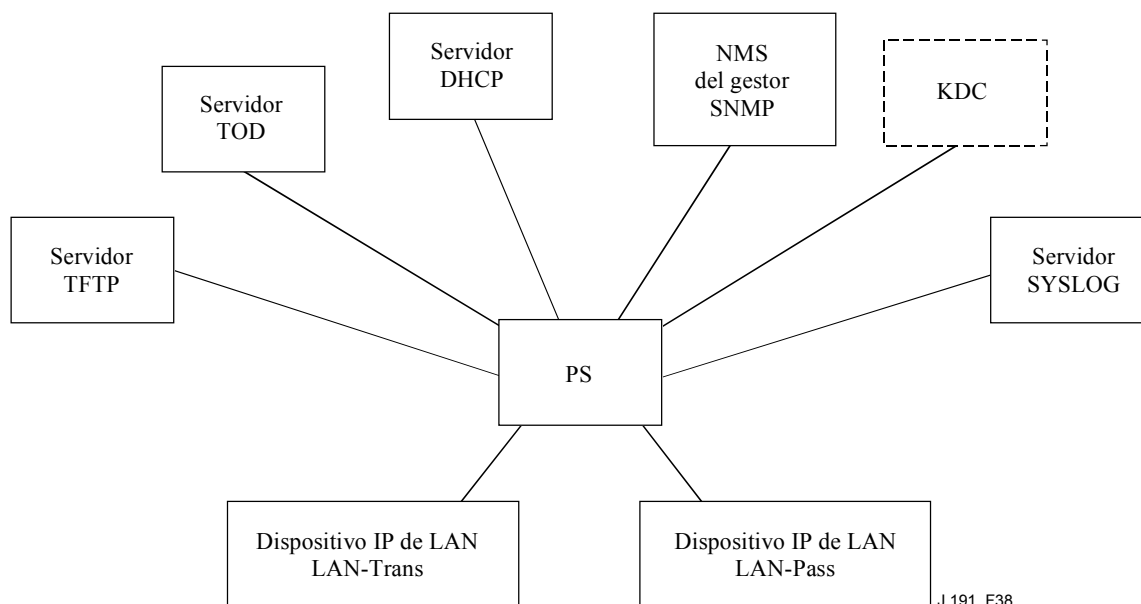 Servidor
DHCP
NMS
del gestor
SNMP
KDC
Servidor
TOD
Servidor
TFTP
Servidor
SYSLOG
PS
Dispositivo IP de LAN
LAN-Trans
Dispositivo IP de LAN
LAN-Pass
J.191_F38